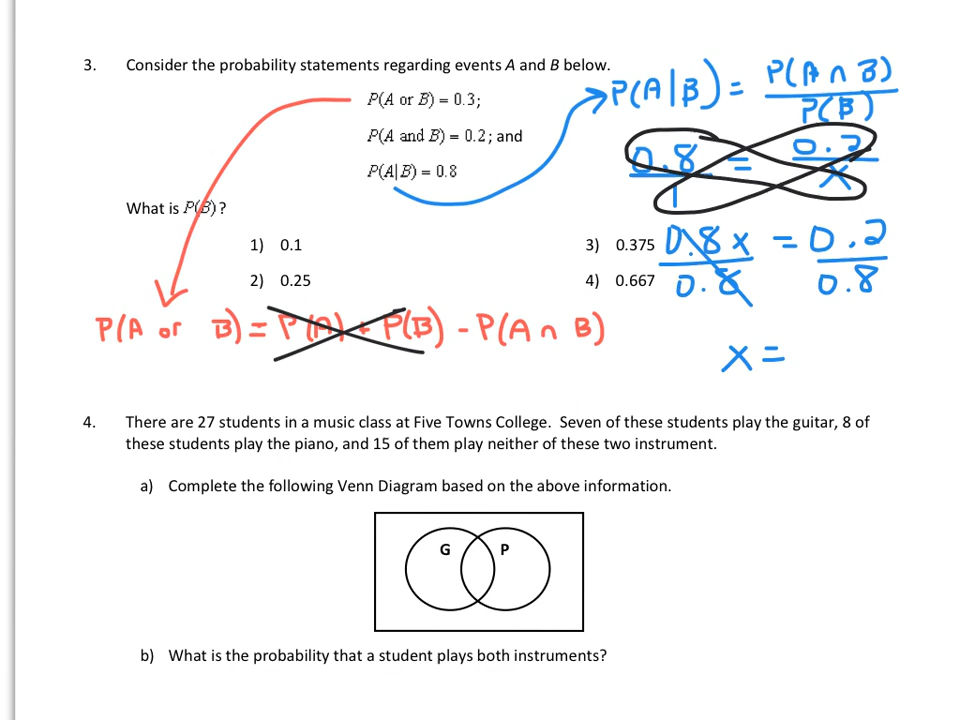 3. Consider the probability statements regarding events A and B below.
P(A|B) = P(A ∩ B) / P(B)
P(A or B) = 0.3;
P(A and B) = 0.2; and
0.8 / 1 = 0.2 / x
P(A|B) = 0.8
What is P(B)?
1) 0.1 3) 0.375
0.8x / 0.8 = 0.2 / 0.8
2) 0.25 4) 0.667
P(A or B) = P(A) + P(B) - P(A ∩ B)
x =
4. There are 27 students in a music class at Five Towns College. Seven of these students play the guitar, 8 of
these students play the piano, and 15 of them play neither of these two instrument.
a) Complete the following Venn Diagram based on the above information.
G P
b) What is the probability that a student plays both instruments?